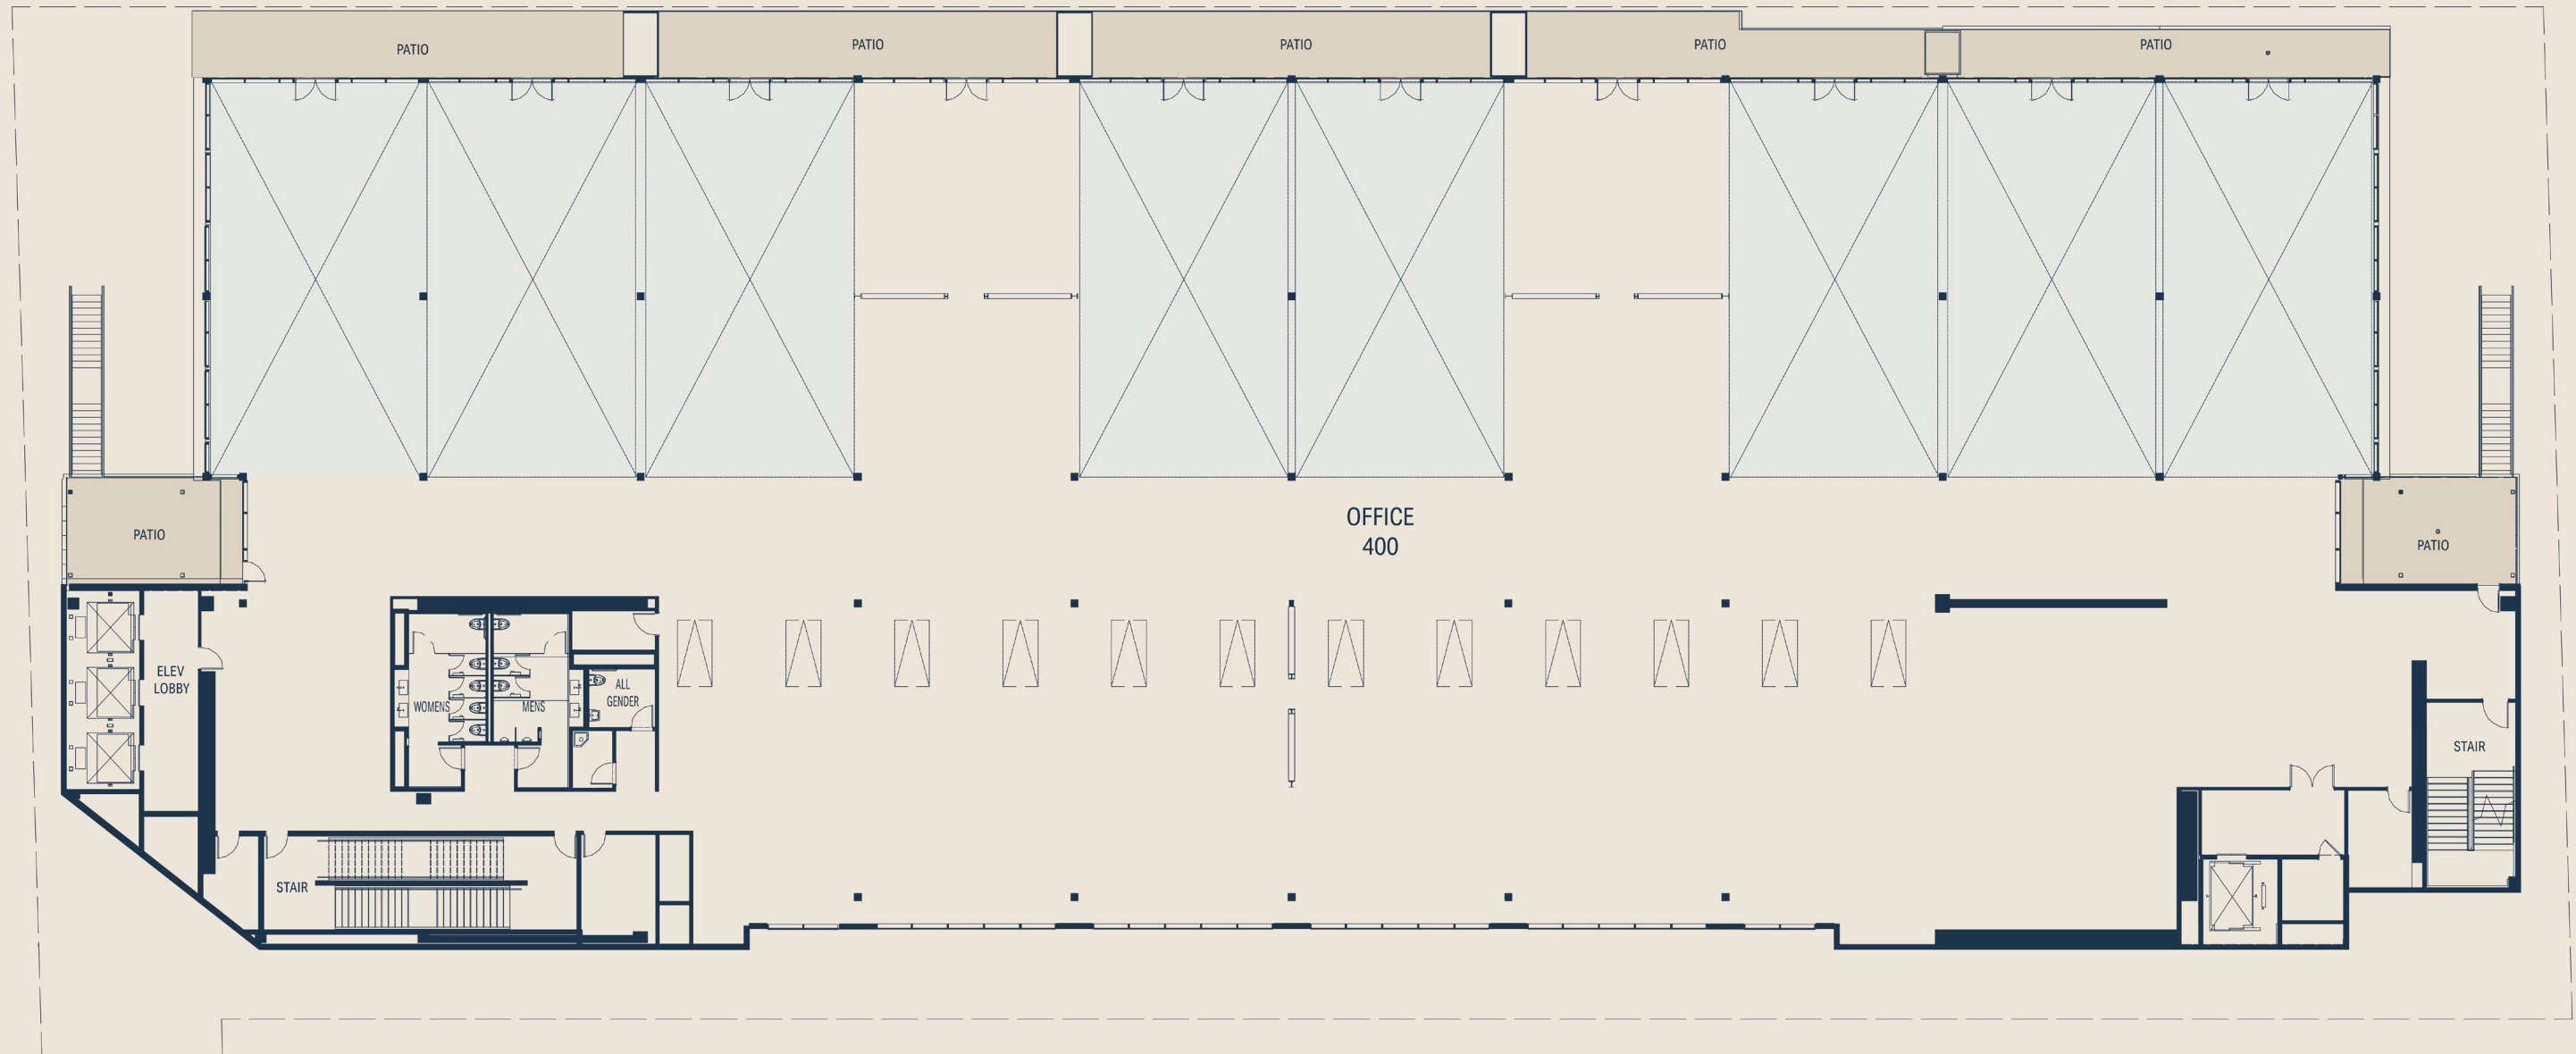 PATIO
PATIO
PATIO
PATIO
PATIO
OFFICE
400
PATIO
PATIO
ELEV
LOBBY
WOMENS
MENS
ALL
GENDER
STAIR
STAIR